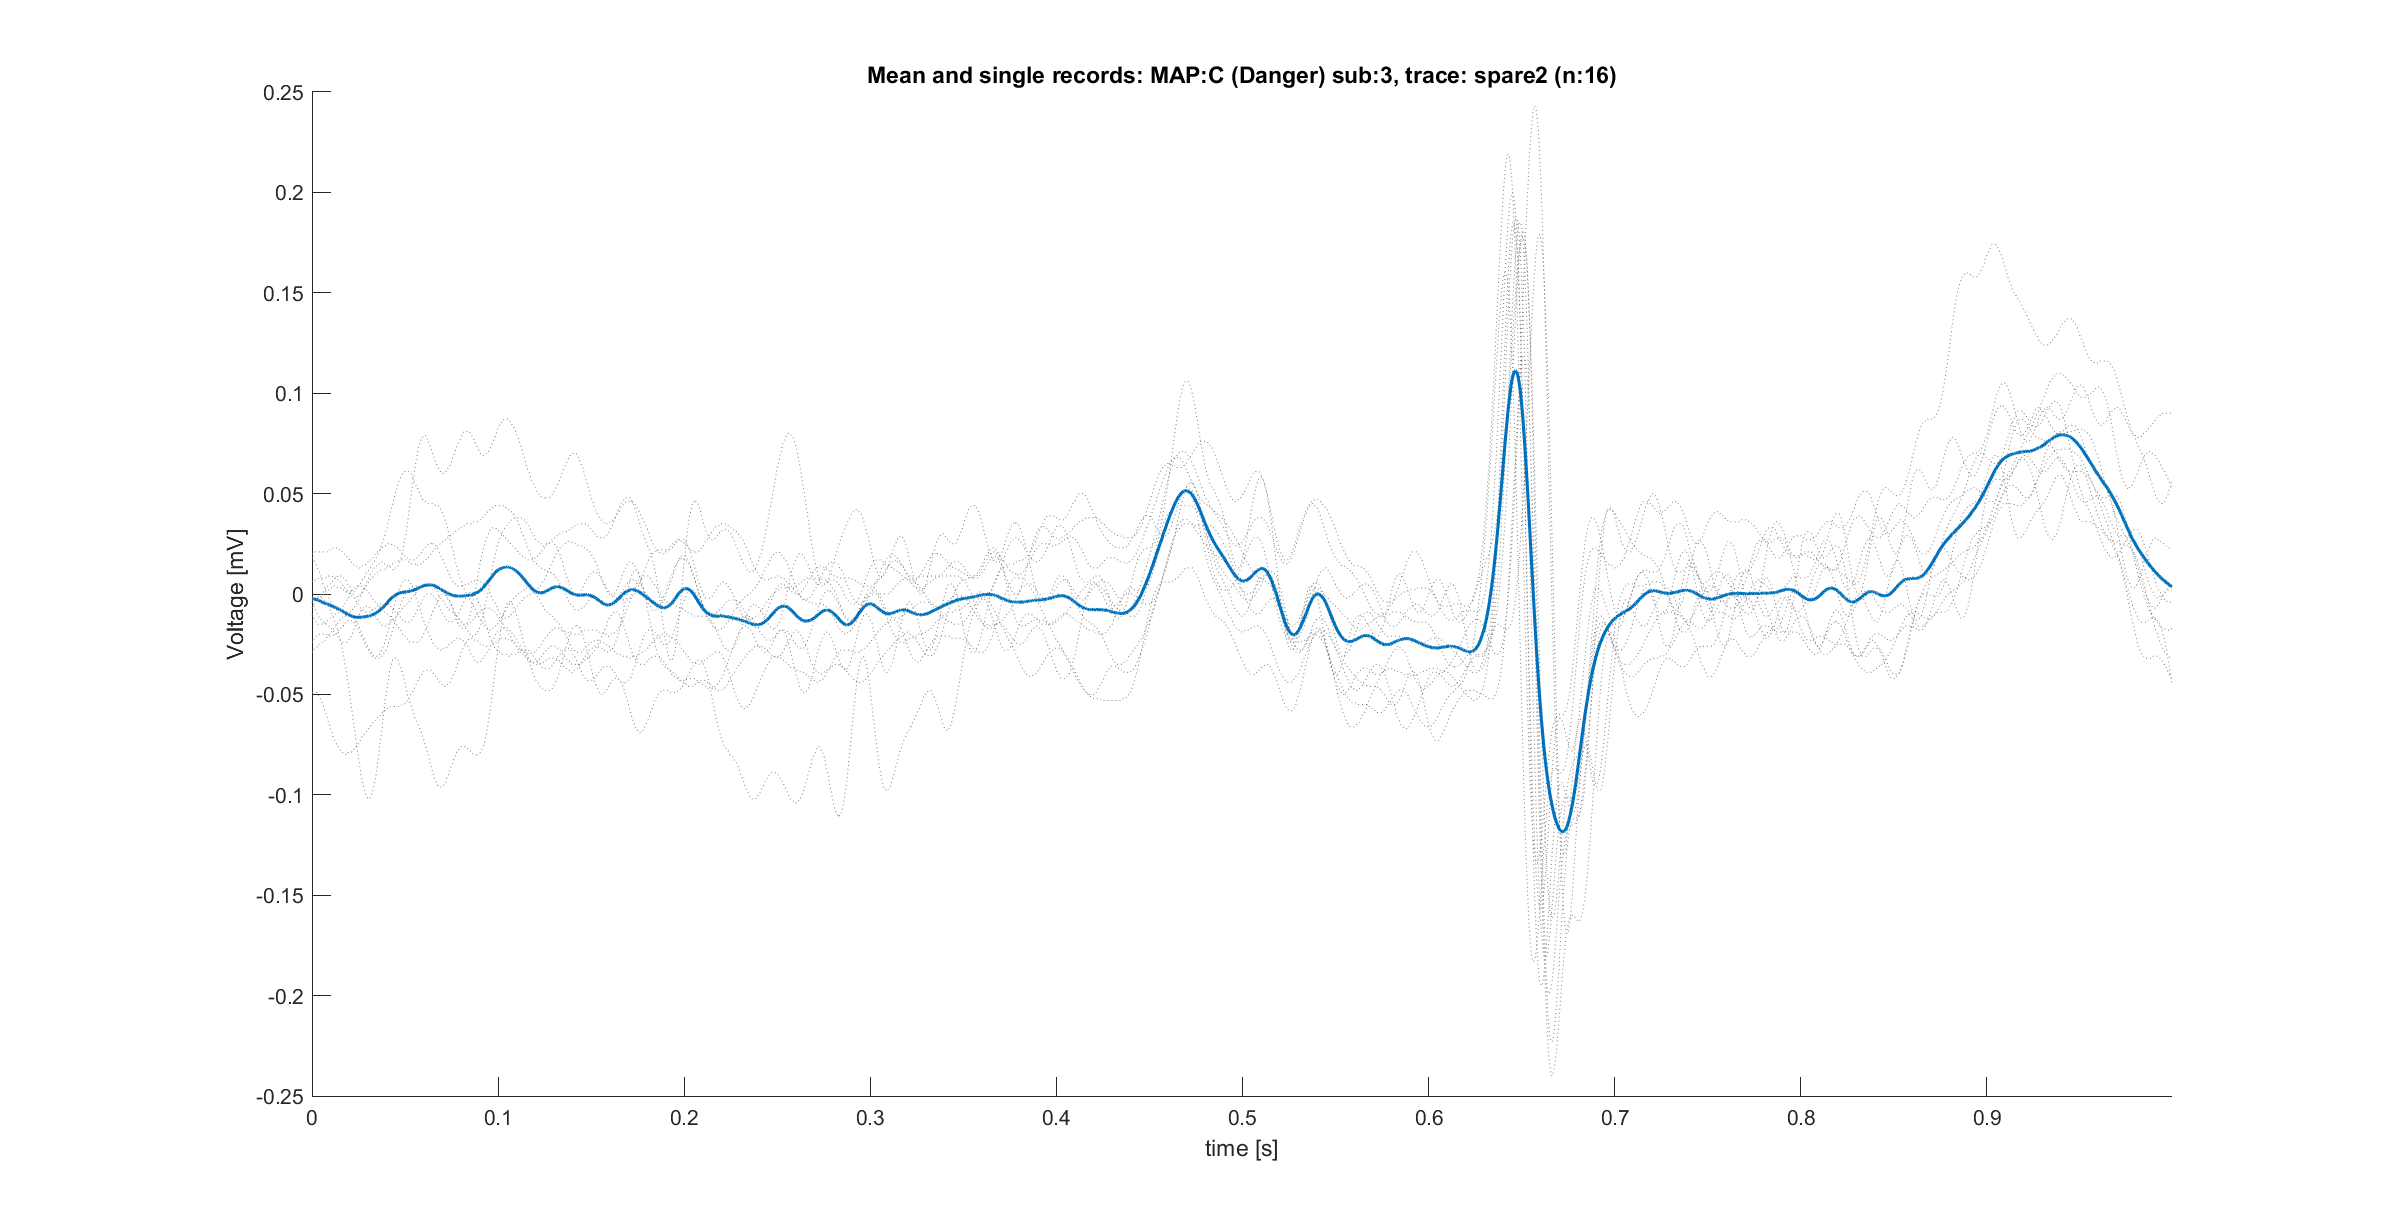 Mean and single records: MAP:C (Danger) sub:3, trace: spare2 (n:16)
0.25
0.2
0.15
0.1
0.05
0
-0.05
-0.1
-0.15
-0.2
-0.25
Voltage [mV]
0 0.1 0.2 0.3 0.4 0.5 0.6 0.7 0.8 0.9
time [s]